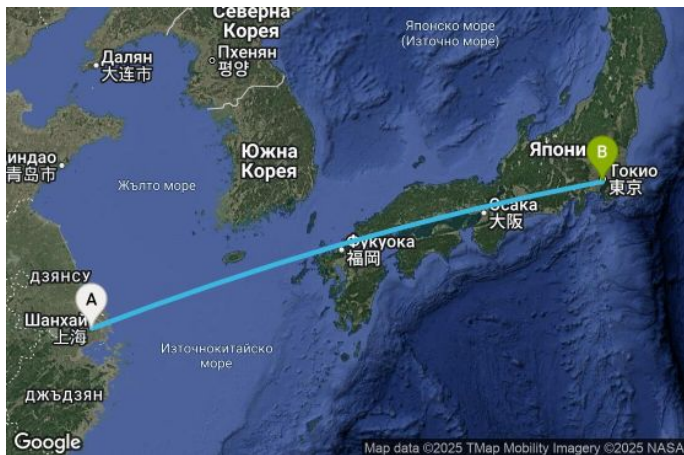 Северна
Корея
Японско море
(Източно море)
Далян
大连市
Пхенян
平양
индао
青岛市
Жълто море
Южна
Корея
Япони
B
Токио
東京
Осака
大阪
Фукуока
福岡
ДЗЯНСУ
A
Шанхай
上海
Източнокитайско
море
ДЖЪДЗЯН
Google
Map data ©2025 TMap Mobility Imagery ©2025 NASA